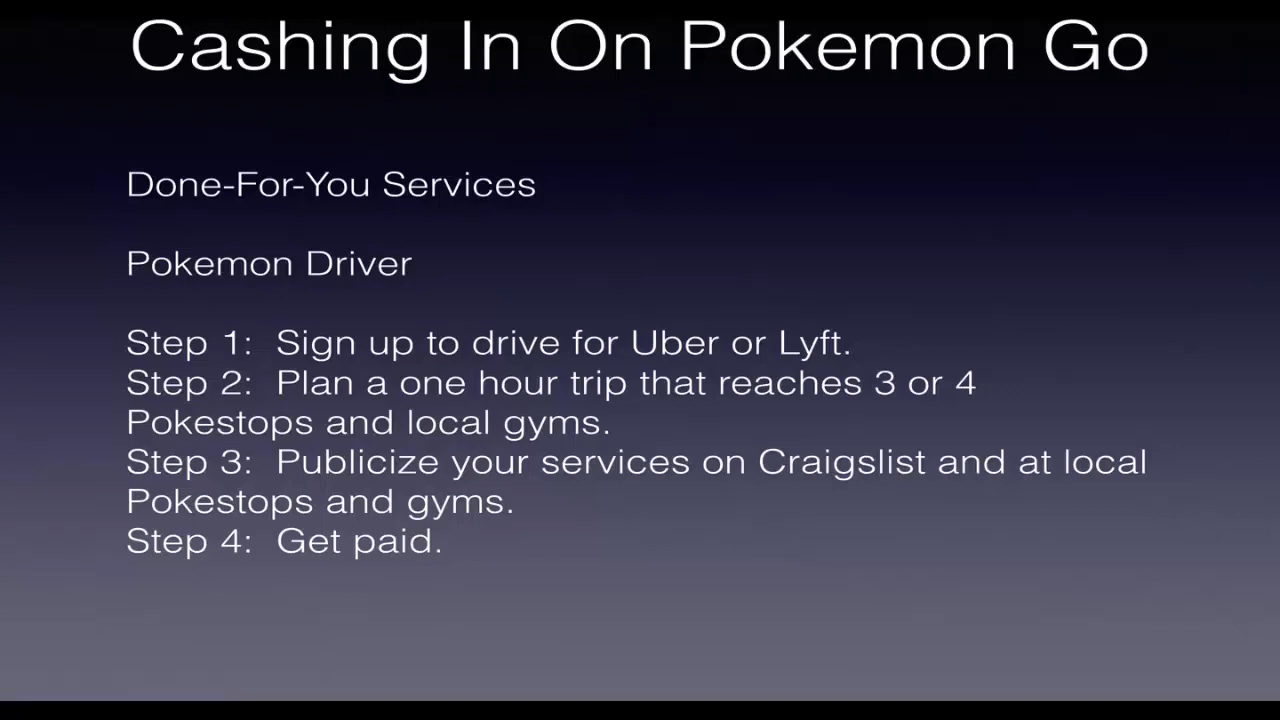 Cashing In On Pokemon Go
Done-For-You Services
Pokemon Driver
Step 1:  Sign up to drive for Uber or Lyft.
Step 2:  Plan a one hour trip that reaches 3 or 4
Pokestops and local gyms.
Step 3:  Publicize your services on Craigslist and at local
Pokestops and gyms.
Step 4:  Get paid.